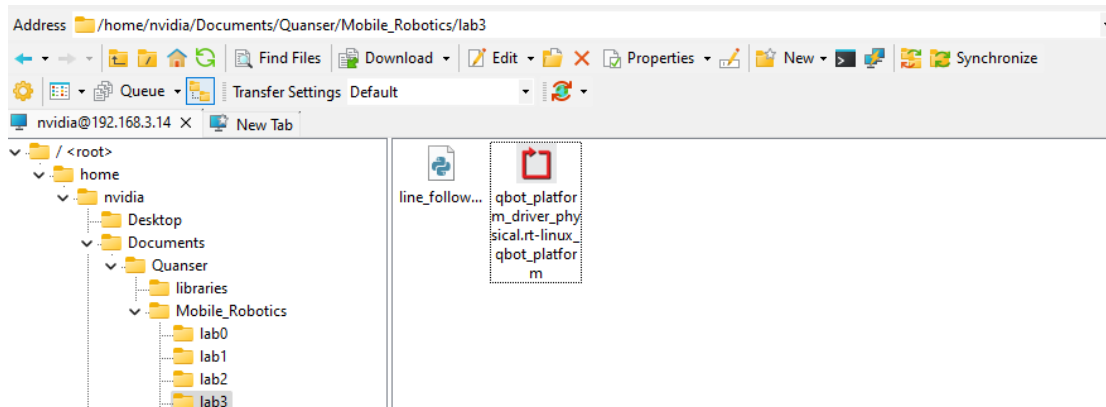 Address /home/nvidia/Documents/Quanser/Mobile_Robotics/lab3
Find Files Download Edit Properties New Synchronize
Queue Transfer Settings Default
nvidia@192.168.3.14 New Tab
/ <root>
home
nvidia
Desktop
Documents
Quanser
libraries
Mobile_Robotics
lab0
lab1
lab2
lab3
line_follow...
qbot_platfor
m_driver_phy
sical.rt-linux_
qbot_platfor
m